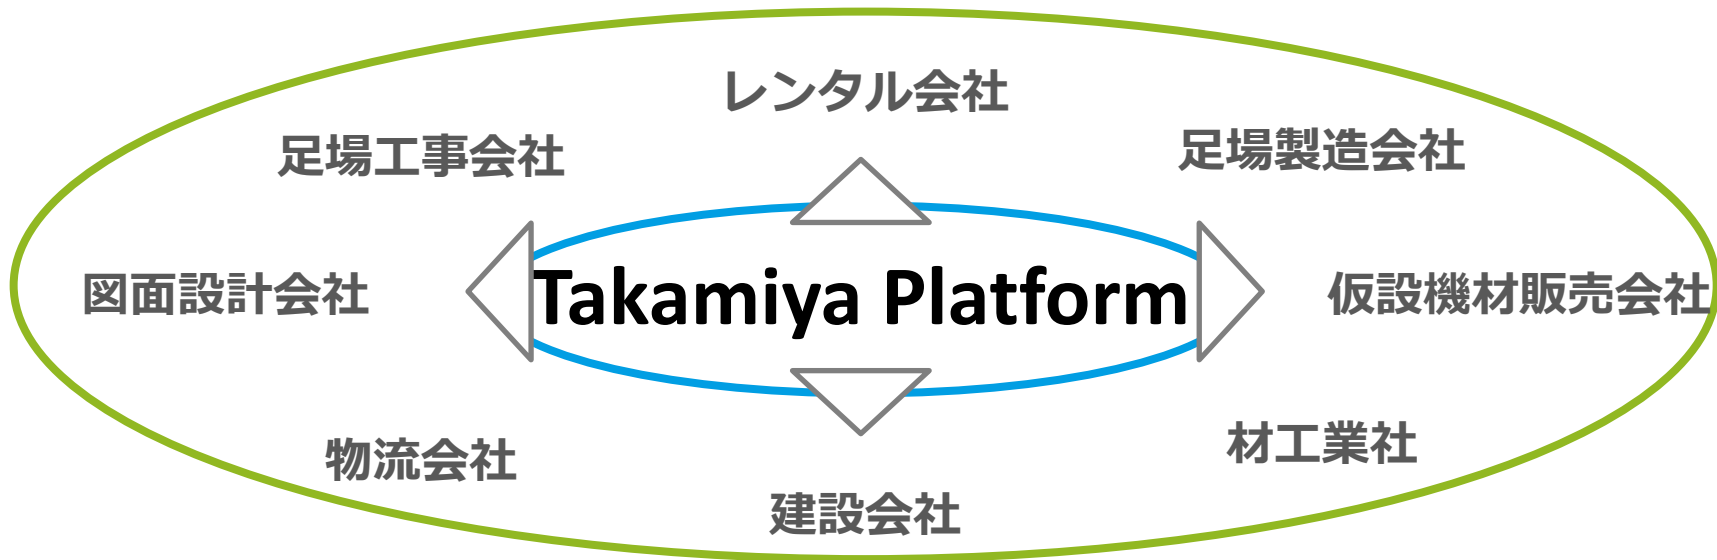 レンタル会社
足場工事会社
足場製造会社
図面設計会社
Takamiya Platform
仮設機材販売会社
物流会社
材工業社
建設会社